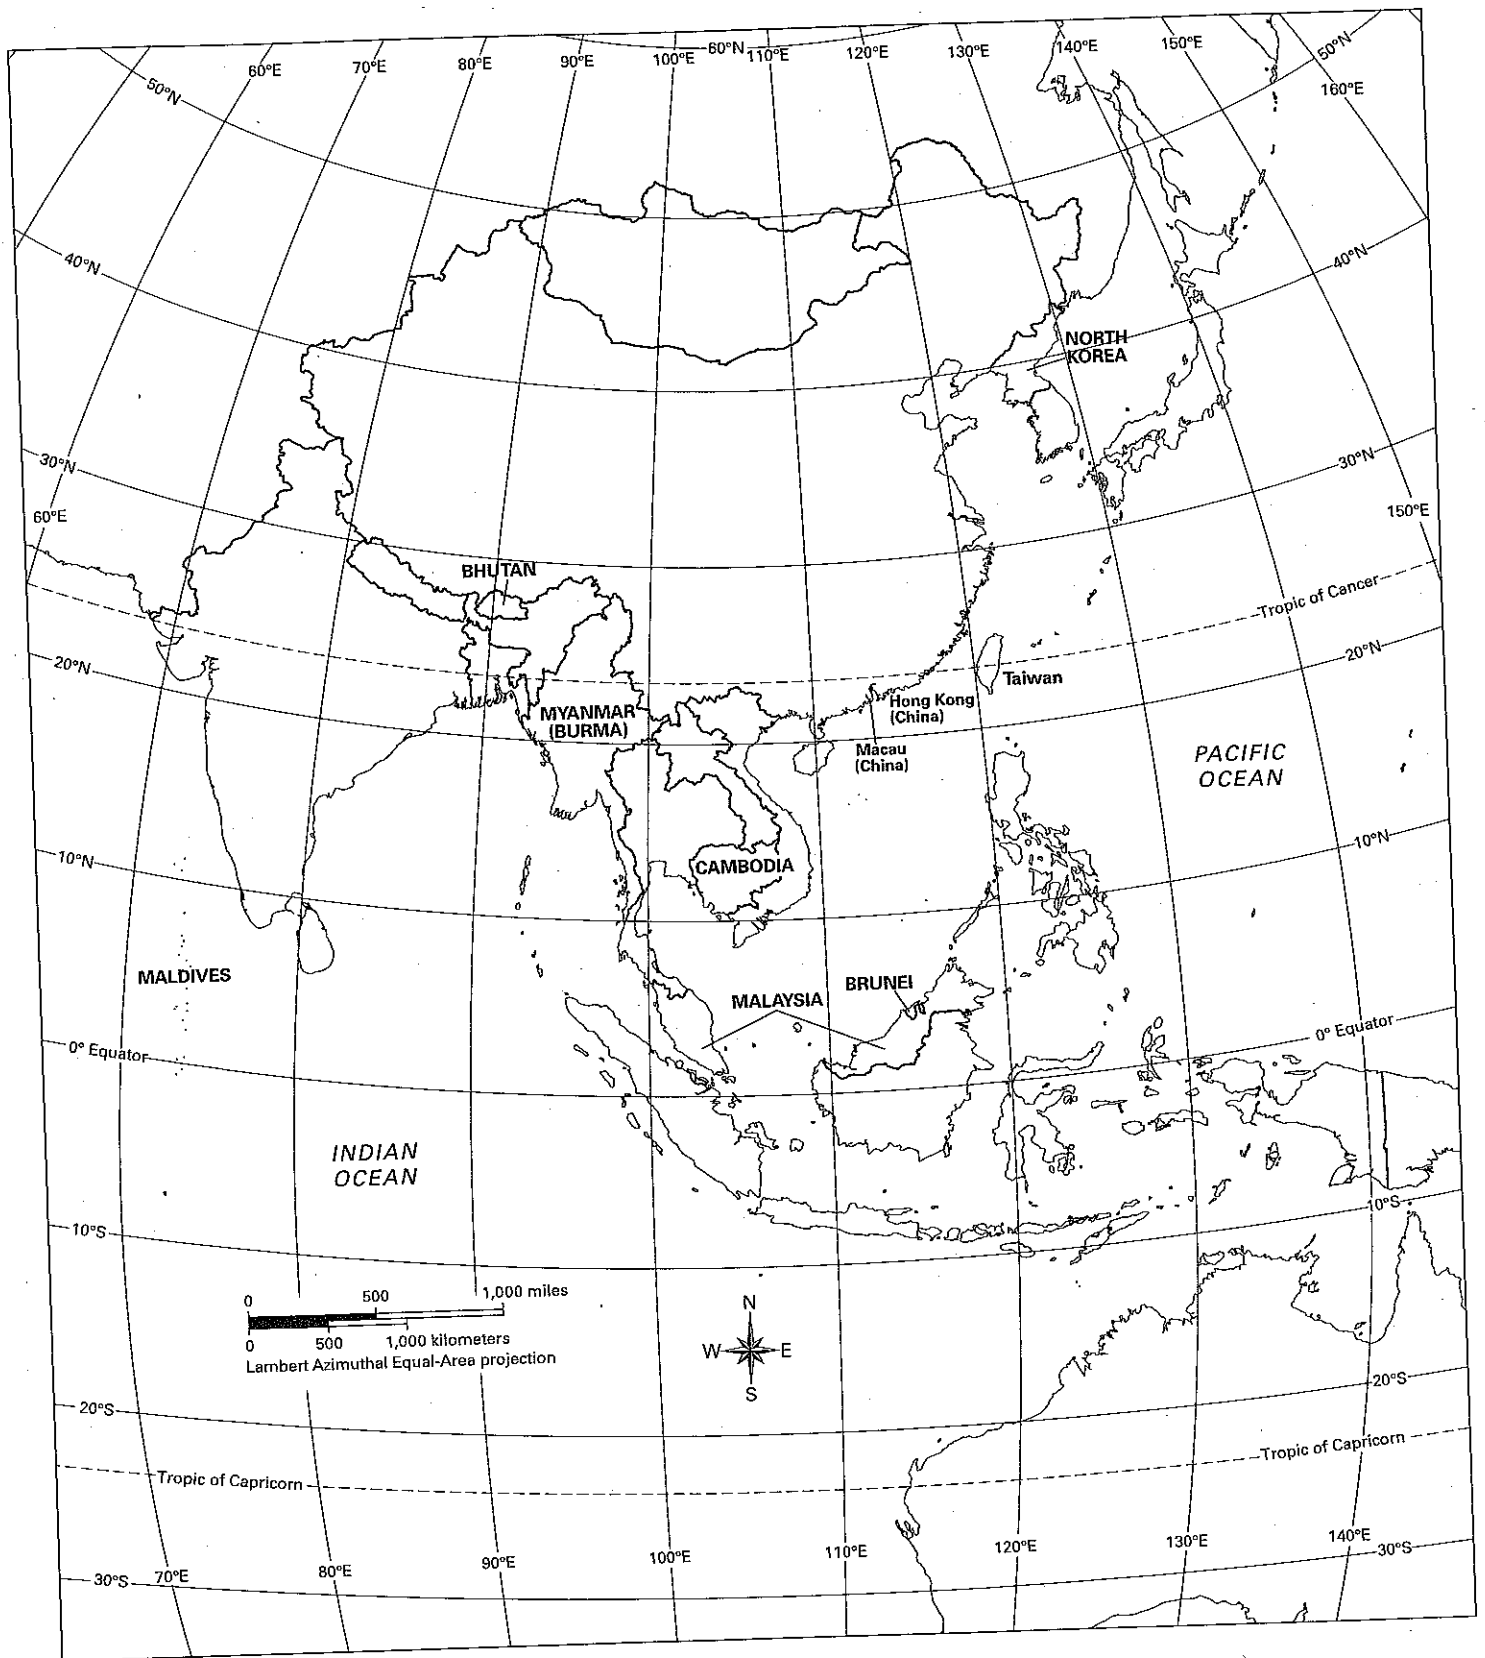 60°N
50°N
60°E
70°E
80°E
90°E
100°E
110°E
120°E
130°E
140°E
150°E
50°N
160°E
40°N
40°N
NORTH
KOREA
30°N
30°N
60°E
150°E
BHUTAN
Tropic of Cancer
20°N
20°N
Taiwan
MYANMAR
(BURMA)
Hong Kong
(China)
Macau
(China)
PACIFIC
OCEAN
10°N
10°N
CAMBODIA
MALDIVES
MALAYSIA
BRUNEI
0° Equator
0° Equator
INDIAN
OCEAN
10°S
10°S
0 500 1,000 miles
0 500 1,000 kilometers
Lambert Azimuthal Equal-Area projection
N
W E
S
20°S
20°S
Tropic of Capricorn
Tropic of Capricorn
30°S
70°E
80°E
90°E
100°E
110°E
120°E
130°E
140°E
30°S